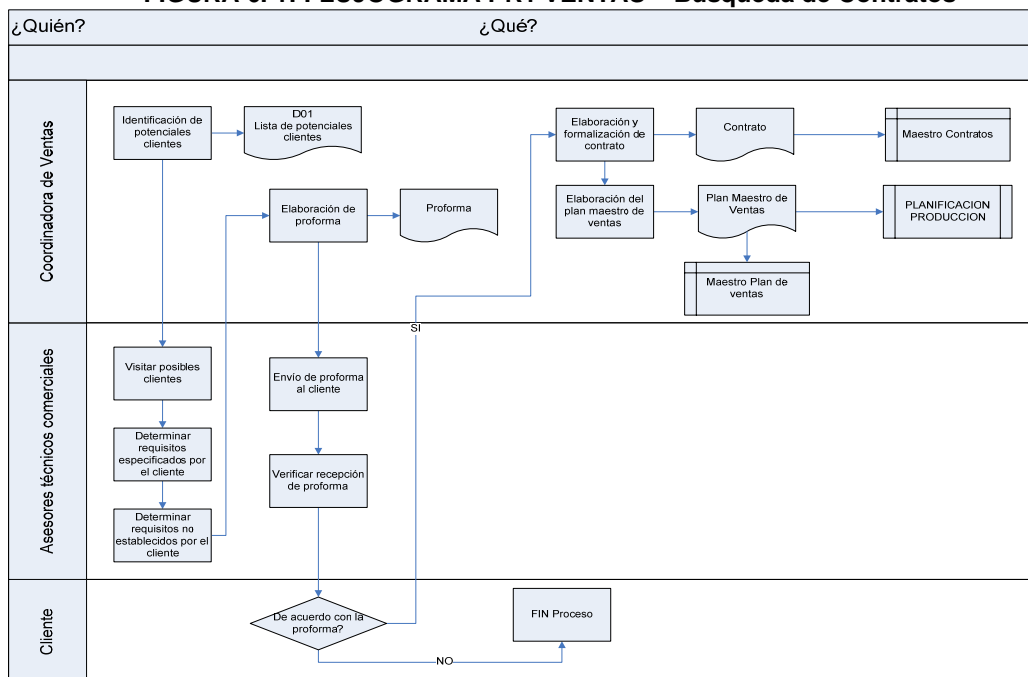 ¿Quién?
¿Qué?
Coordinadora de Ventas
Identificación de
potenciales
clientes
D01
Lista de potenciales
clientes
Elaboración de
proforma
Proforma
Elaboración y
formalización de
contrato
Contrato
Maestro Contratos
Elaboración del
plan maestro de
ventas
Plan Maestro de
Ventas
PLANIFICACION
PRODUCCION
Maestro Plan de
ventas
SI
Asesores técnicos comerciales
Visitar posibles
clientes
Determinar
requisitos
especificados por
el cliente
Determinar
requisitos no
establecidos por el
cliente
Envío de proforma
al cliente
Verificar recepción
de proforma
Cliente
De acuerdo con la
proforma?
NO
FIN Proceso